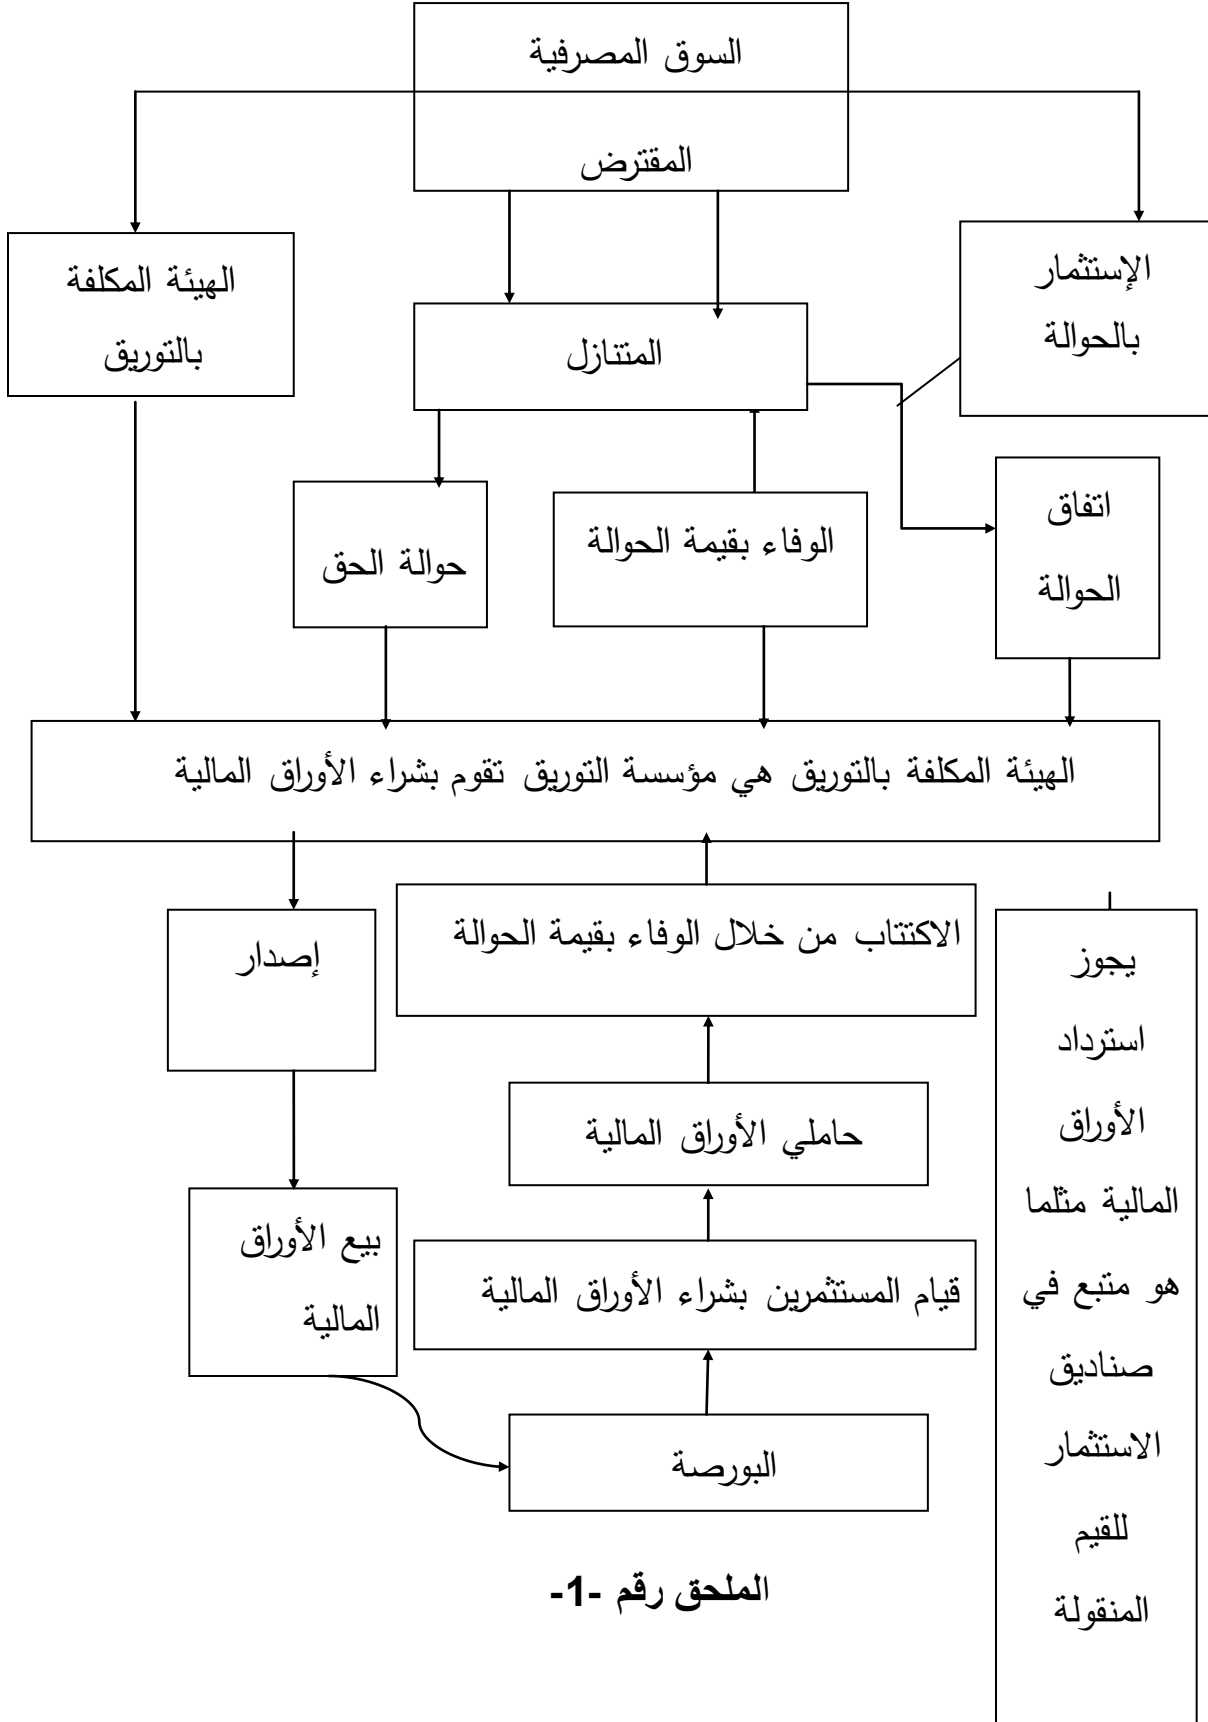 السوق المصرفية
المقترض
الهيئة المكلفة
بالتوريق
الإستثمار
بالحوالة
المتنازل
حوالة الحق
الوفاء بقيمة الحوالة
اتفاق
الحوالة
الهيئة المكلفة بالتوريق هي مؤسسة التوريق تقوم بشراء الأوراق المالية
إصدار
الاكتتاب من خلال الوفاء بقيمة الحوالة
حاملي الأوراق المالية
بيع الأوراق
المالية
قيام المستثمرين بشراء الأوراق المالية
البورصة
يجوز
استرداد
الأوراق
المالية مثلما
هو متبع في
صناديق
الاستثمار
للقيم
المنقولة
الملحق رقم -1-